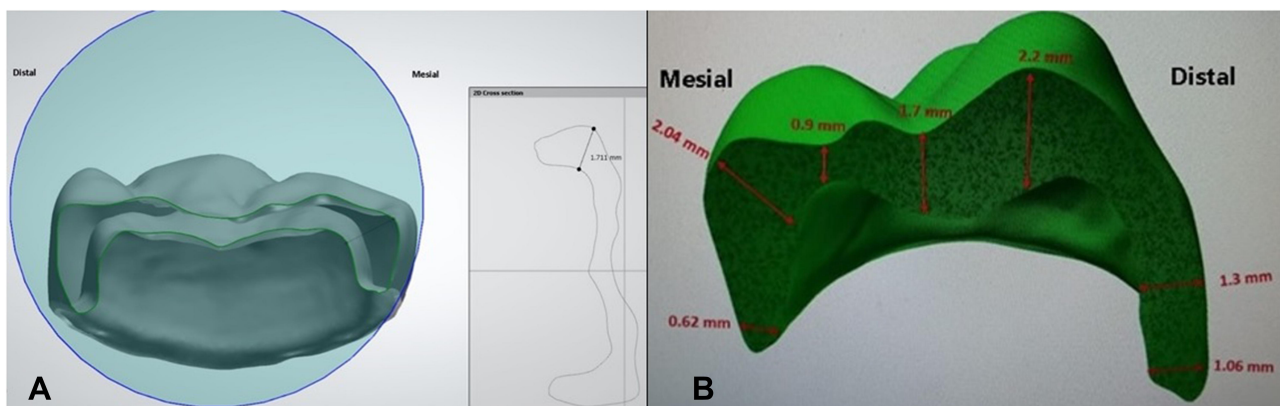 Distal
Mesial
2D Cross section
1.711 mm
A
Mesial
Distal
2.04 mm
0.9 mm
1.7 mm
2.2 mm
0.62 mm
1.3 mm
1.06 mm
B